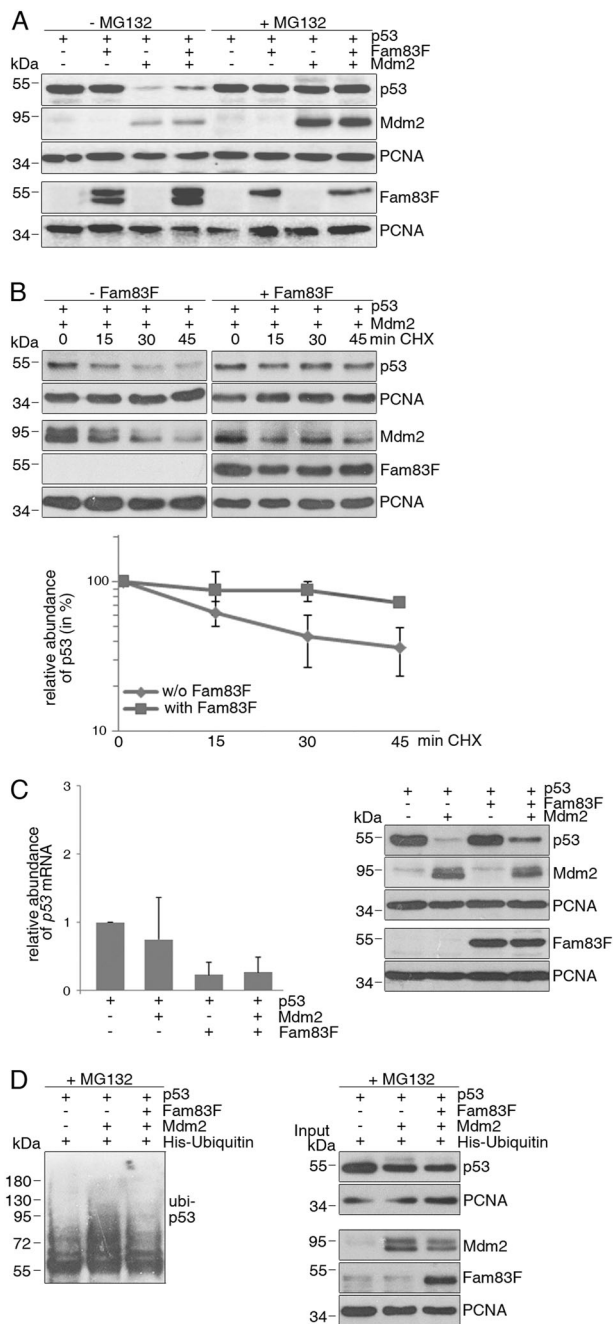 A
- MG132 + MG132
+ + + + + + + + p53
- + - + - + - + Fam83F
kDa - - + + - - + + Mdm2
55 p53
95 Mdm2
34 PCNA
55 Fam83F
34 PCNA
B
- Fam83F + Fam83F
+ + + + + + + + p53
+ + + + + + + + Mdm2
kDa 0 15 30 45 0 15 30 45 min CHX
55 p53
34 PCNA
95 Mdm2
55 Fam83F
34 PCNA
relative abundance
of p53 (in %)
100
10
w/o Fam83F
with Fam83F
0 15 30 45 min CHX
C
relative abundance
of p53 mRNA
3
2
1
0
+ + + + p53
- + - + Mdm2
- - + + Fam83F
+ + + + p53
- - + + Fam83F
kDa - + - + Mdm2
55 p53
95 Mdm2
34 PCNA
55 Fam83F
34 PCNA
D
+ MG132
+ + + p53
- - + Fam83F
- + + Mdm2
kDa + + + His-Ubiquitin
180
130
95
72
55
ubi-
p53
+ MG132
+ + + p53
- - + Fam83F
Input - + + Mdm2
kDa + + + His-Ubiquitin
55 p53
34 PCNA
95 Mdm2
55 Fam83F
34 PCNA